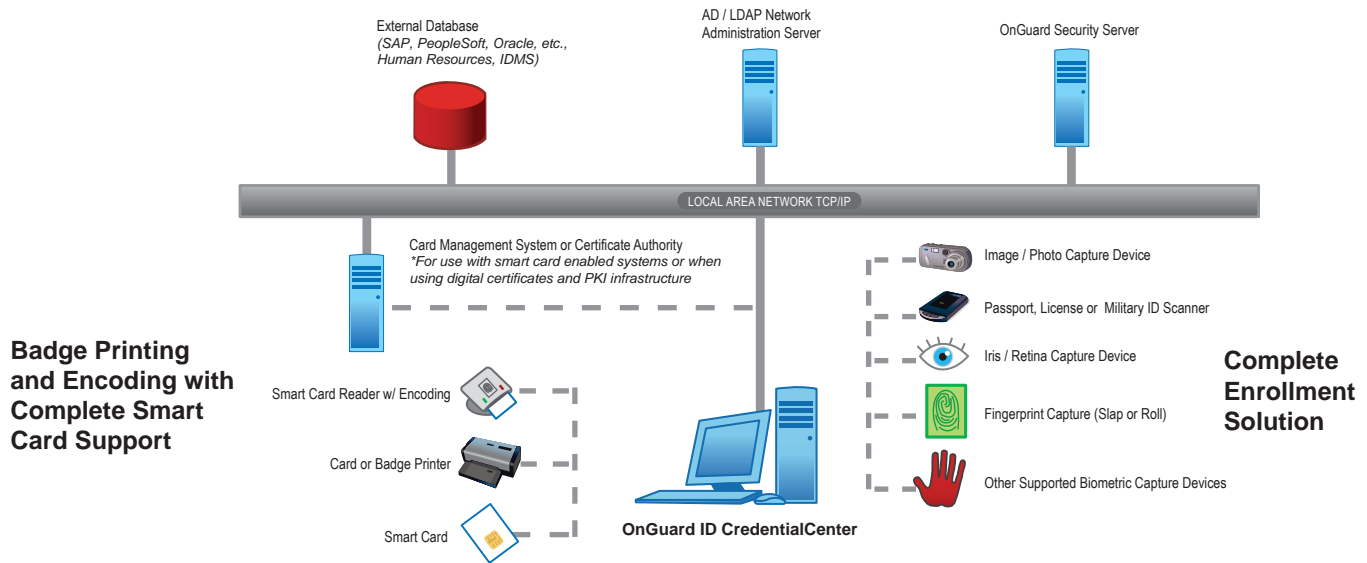 External Database
(SAP, PeopleSoft, Oracle, etc.,
Human Resources, IDMS)
AD / LDAP Network
Administration Server
OnGuard Security Server
LOCAL AREA NETWORK TCP/IP
Card Management System or Certificate Authority
*For use with smart card enabled systems or when
using digital certificates and PKI infrastructure
Badge Printing
and Encoding with
Complete Smart
Card Support
Smart Card Reader w/ Encoding
Card or Badge Printer
Smart Card
OnGuard ID CredentialCenter
Image / Photo Capture Device
Passport, License or Military ID Scanner
Iris / Retina Capture Device
Fingerprint Capture (Slap or Roll)
Other Supported Biometric Capture Devices
Complete
Enrollment
Solution